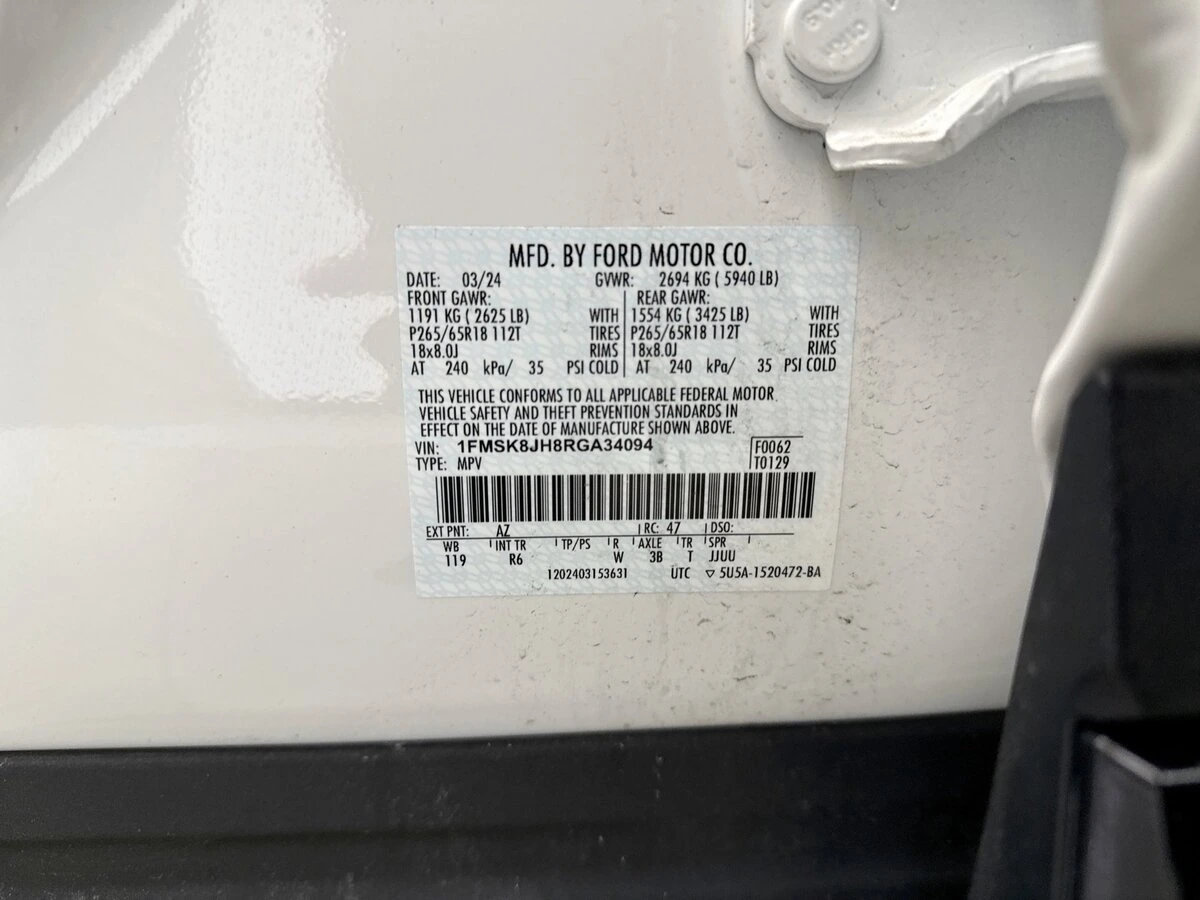 MFD. BY FORD MOTOR CO.
DATE: 03/24 GVWR: 2694 KG ( 5940 LB)
FRONT GAWR: REAR GAWR:
1191 KG ( 2625 LB) WITH 1554 KG ( 3425 LB) WITH
P265/65R18 112T TIRES P265/65R18 112T TIRES
18x8.0J RIMS 18x8.0J RIMS
AT 240 kPa/ 35 PSI COLD AT 240 kPa/ 35 PSI COLD
THIS VEHICLE CONFORMS TO ALL APPLICABLE FEDERAL MOTOR
VEHICLE SAFETY AND THEFT PREVENTION STANDARDS IN
EFFECT ON THE DATE OF MANUFACTURE SHOWN ABOVE.
VIN: 1FMSK8JH8RGA34094 F0062
TYPE: MPV T0129
EXT PNT: AZ RC: 47 DSO:
WB INT TR TP/PS R AXLE TR SPR
119 R6 W 3B T JJUU
1202403153631 UTC ▽ 5U5A-1520472-BA